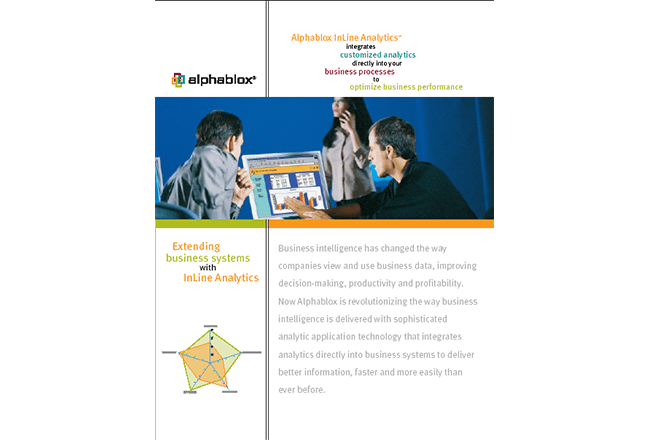 Alphablox InLine Analytics™
integrates
customized analytics
directly into your
business processes
to
optimize business performance
alphablox®
Extending
business systems
with
InLine Analytics
Business intelligence has changed the way
companies view and use business data, improving
decision-making, productivity and profitability.
Now Alphablox is revolutionizing the way business
intelligence is delivered with sophisticated
analytic application technology that integrates
analytics directly into business systems to deliver
better information, faster and more easily than
ever before.